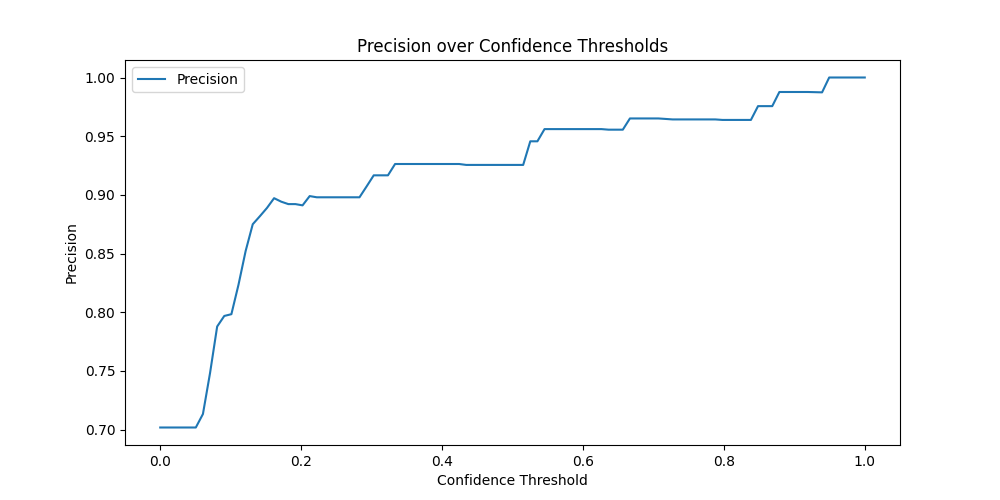 Precision over Confidence Thresholds
Precision
1.00
0.95
0.90
0.85
0.80
0.75
0.70
Precision
0.0 0.2 0.4 0.6 0.8 1.0
Confidence Threshold